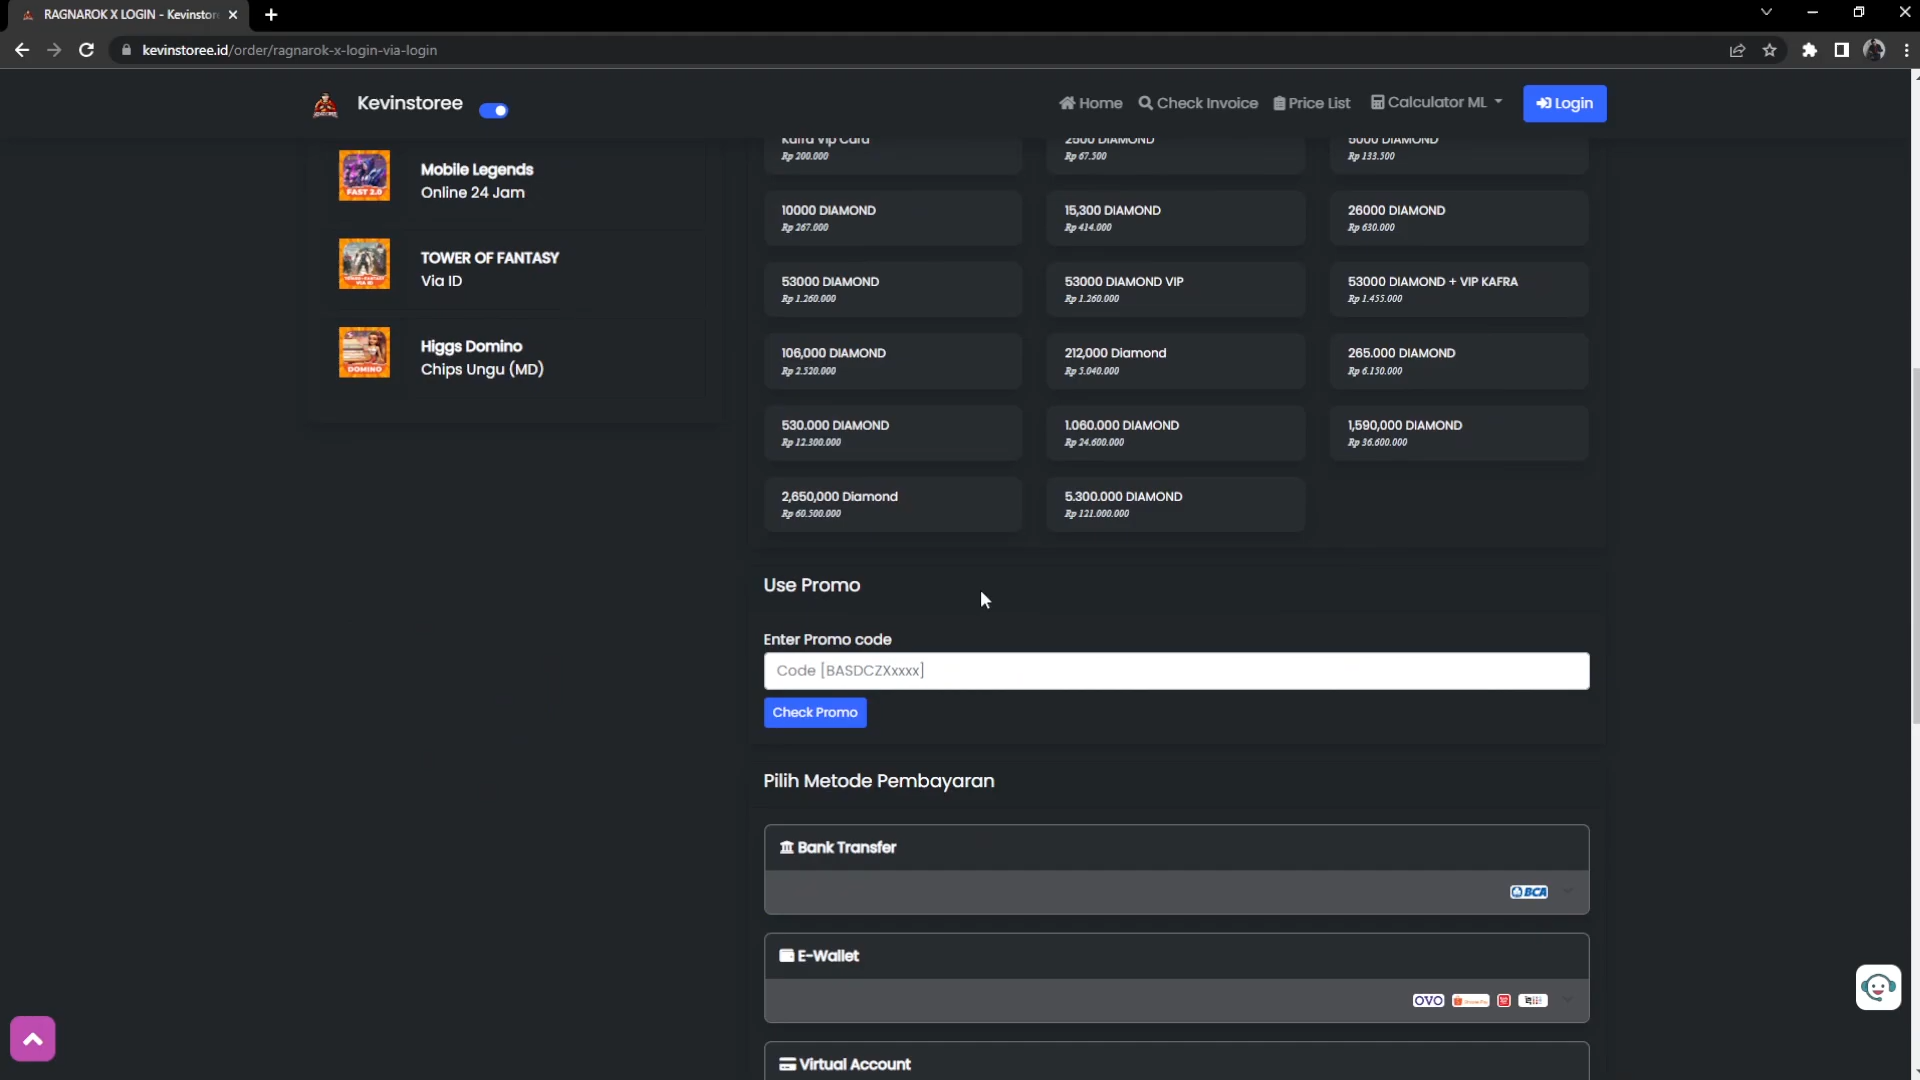 RAGNAROK X LOGIN - Kevinstor
kevinstoree.id/order/ragnarok-x-login-via-login
Kevinstoree
Home
Check Invoice
Price List
Calculator ML
Login
Mobile Legends
Online 24 Jam
FAST 2.0
TOWER OF FANTASY
Via ID
VIA ID
Higgs Domino
Chips Ungu (MD)
DOMINO
Kafra Vip Card
Rp 200.000
2500 DIAMOND
Rp 67.500
5000 DIAMOND
Rp 133.500
10000 DIAMOND
Rp 267.000
15,300 DIAMOND
Rp 414.000
26000 DIAMOND
Rp 630.000
53000 DIAMOND
Rp 1.260.000
53000 DIAMOND VIP
Rp 1.260.000
53000 DIAMOND + VIP KAFRA
Rp 1.455.000
106,000 DIAMOND
Rp 2.520.000
212,000 Diamond
Rp 5.040.000
265.000 DIAMOND
Rp 6.150.000
530.000 DIAMOND
Rp 12.300.000
1.060.000 DIAMOND
Rp 24.600.000
1,590,000 DIAMOND
Rp 36.600.000
2,650,000 Diamond
Rp 60.500.000
5.300.000 DIAMOND
Rp 121.000.000
Use Promo
Enter Promo code
Code [BASDCZXxxxx]
Check Promo
Pilih Metode Pembayaran
Bank Transfer
BCA
E-Wallet
OVO
Virtual Account